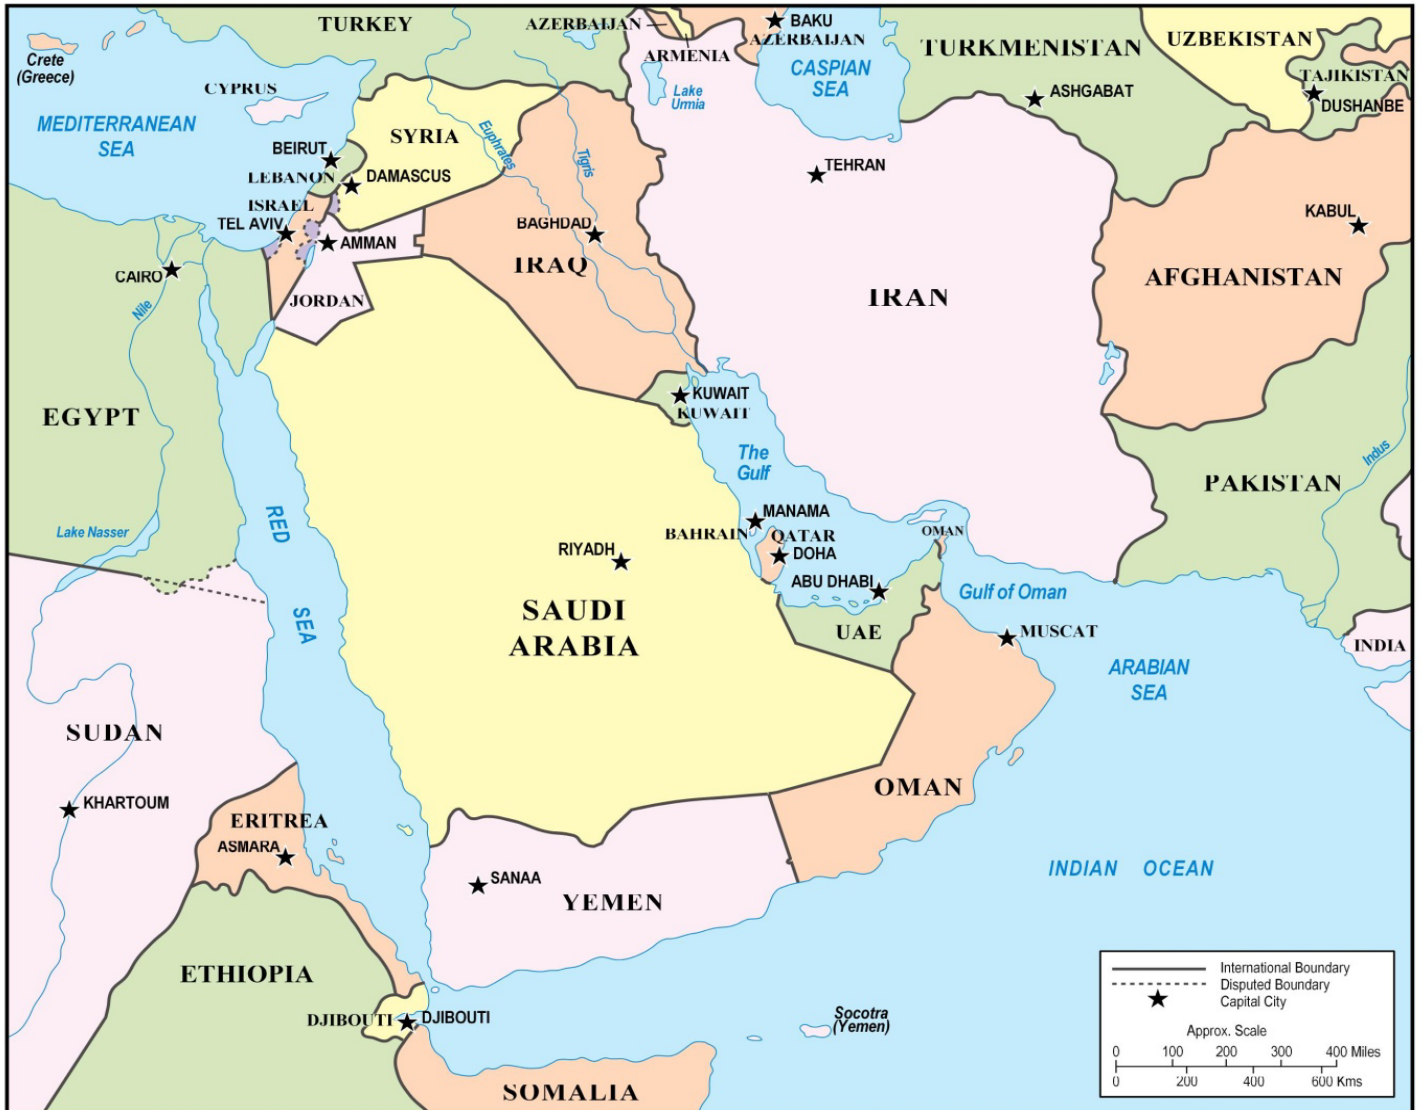 TURKEY
AZERBAIJAN
BAKU
AZERBAIJAN
ARMENIA
UZBEKISTAN
TURKMENISTAN
Crete
(Greece)
CASPIAN
SEA
TAJIKISTAN
CYPRUS
Lake
Urmia
ASHGABAT
DUSHANBE
MEDITERRANEAN
SEA
SYRIA
Euphrates
Tigris
BEIRUT
LEBANON
DAMASCUS
TEHRAN
ISRAEL
TEL AVIV
AMMAN
BAGHDAD
IRAQ
KABUL
CAIRO
JORDAN
IRAN
AFGHANISTAN
Nile
KUWAIT
KUWAIT
EGYPT
The
Gulf
Indus
PAKISTAN
RED
SEA
Lake Nasser
MANAMA
BAHRAIN
QATAR
DOHA
OMAN
RIYADH
ABU DHABI
Gulf of Oman
SAUDI
ARABIA
UAE
MUSCAT
INDIA
ARABIAN
SEA
SUDAN
KHARTOUM
OMAN
ERITREA
ASMARA
SANAA
YEMEN
INDIAN OCEAN
ETHIOPIA
DJIBOUTI
DJIBOUTI
Socotra
(Yemen)
SOMALIA
International Boundary
Disputed Boundary
Capital City
Approx. Scale
0 100 200 300 400 Miles
0 200 400 600 Kms